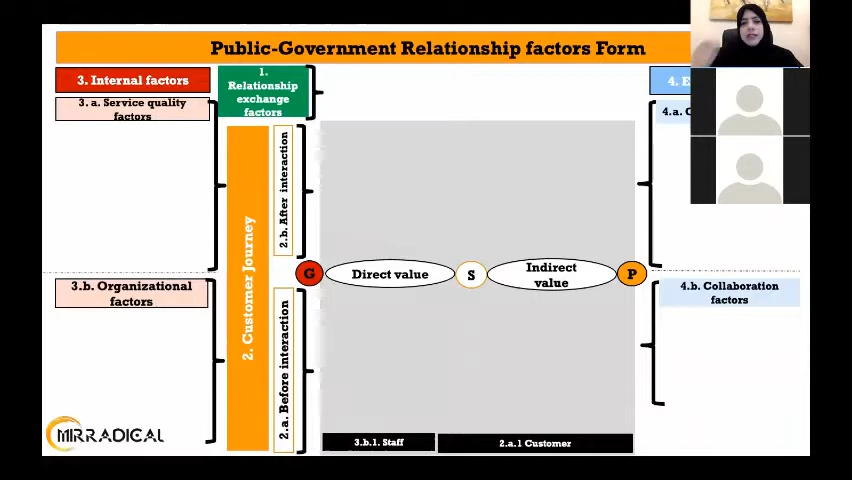 Public-Government Relationship factors Form
3. Internal factors
1.
Relationship
exchange
factors
3. a. Service quality
factors
4.a.
2.b. After interaction
2. Customer Journey
G
Direct value
S
Indirect
value
P
3.b. Organizational
factors
4.b. Collaboration
factors
2.a. Before interaction
3.b.1. Staff
2.a.1 Customer
MIRRADICAL